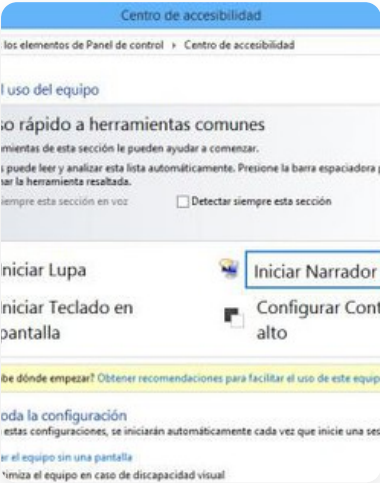 Centro de accesibilidad
los elementos de Panel de control ▸ Centro de accesibilidad
l uso del equipo
so rápido a herramientas comunes
mientas de esta sección le pueden ayudar a comenzar.
s puede leer y analizar esta lista automáticamente. Presione la barra espaciadora p
nar la herramienta resaltada.
iempre esta sección en voz
Detectar siempre esta sección
niciar Lupa
Iniciar Narrador
niciar Teclado en pantalla
Configurar Cont
alto
be dónde empezar? Obtener recomendaciones para facilitar el uso de este equip
oda la configuración
estas configuraciones, se iniciarán automáticamente cada vez que inicie una ses
ar el equipo sin una pantalla
timiza el equipo en caso de discapacidad visual